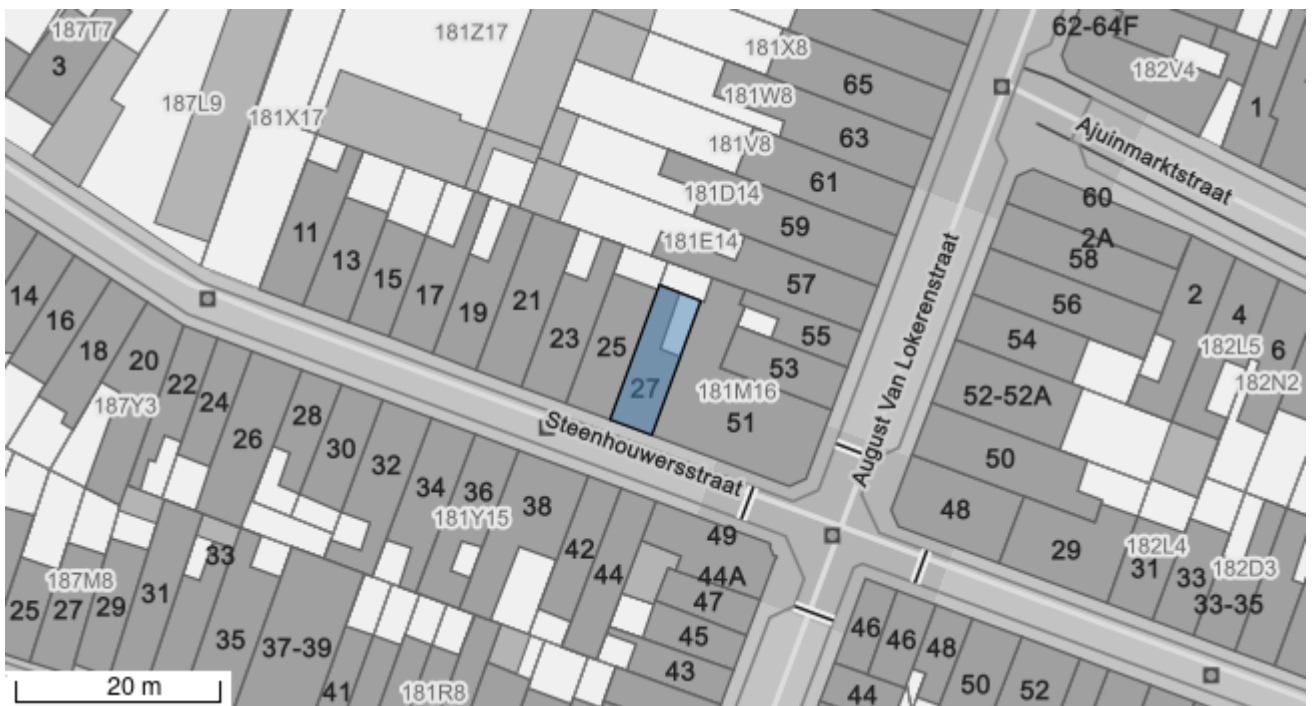 62-64F
187T7
181Z17
181X8
3
182V4
65
181W8
187L9
1
181X17
Ajuinmarktstraat
63
181V8
61
181D14
60
59
11
181E14
2A
58
13
57
2
15
14
17
56
4
19
21
16
55
54
23
25
18
20
182L5
6
22
53
182N2
27
181M16
24
187Y3
52-52A
28
51
26
30
Steenhouwersstraat
August Van Lokerenstraat
50
32
34
36
38
48
181Y15
49
42
182L4
29
33
44
44A
31
182D3
187M8
33
47
33-35
31
29
27
25
45
46
46
48
35
37-39
43
50
52
44
41
181R8
20 m